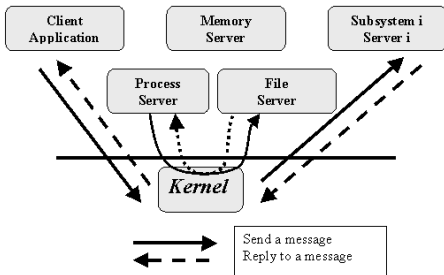 Client
Application
Memory
Server
Subsystem i
Server i
Process
Server
File
Server
Kernel
Send a message
Reply to a message